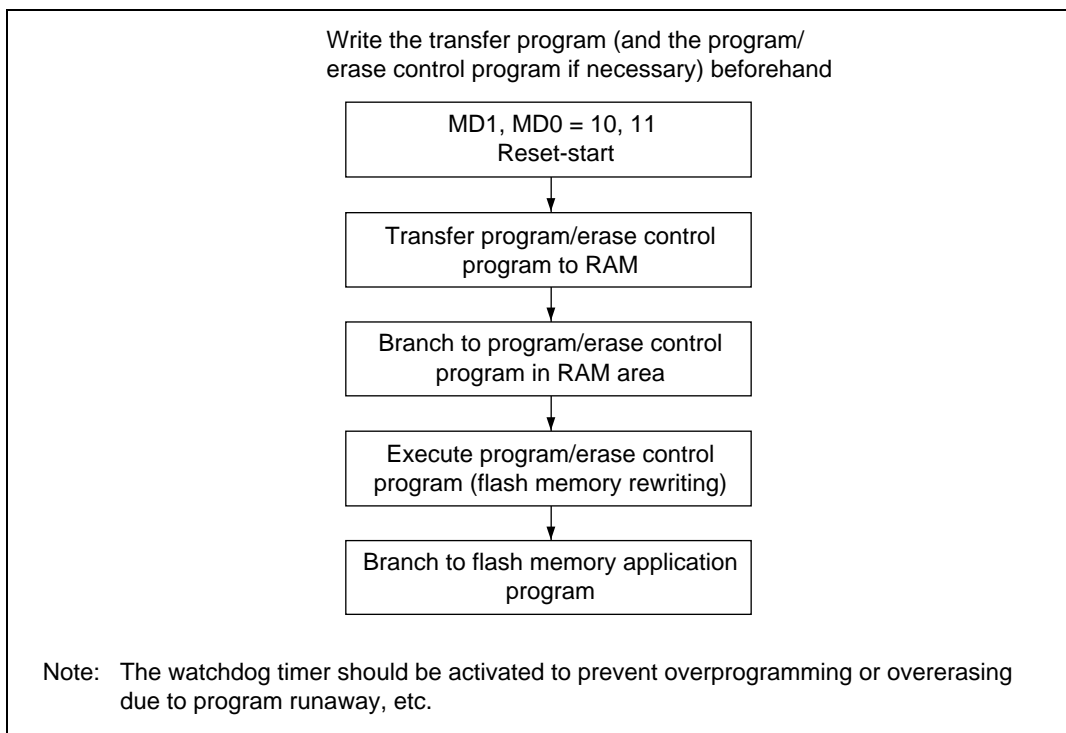 Write the transfer program (and the program/
erase control program if necessary) beforehand
MD1, MD0 = 10, 11
Reset-start
Transfer program/erase control
program to RAM
Branch to program/erase control
program in RAM area
Execute program/erase control
program (flash memory rewriting)
Branch to flash memory application
program
Note: The watchdog timer should be activated to prevent overprogramming or overerasing
due to program runaway, etc.